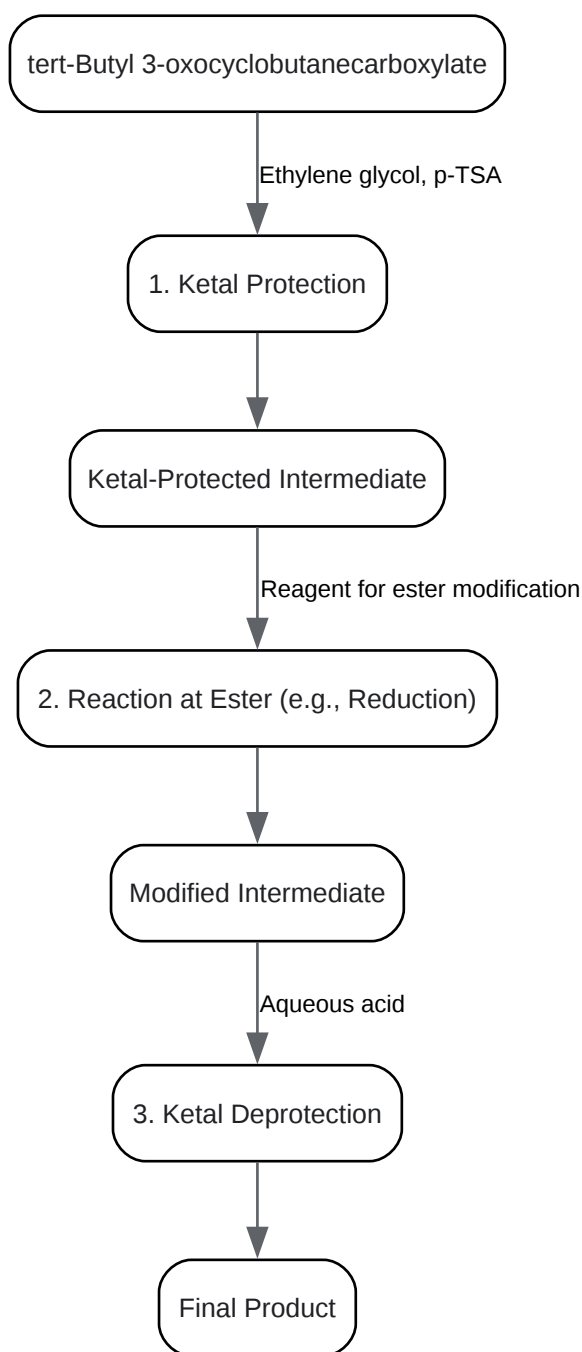 tert-Butyl 3-oxocyclobutanecarboxylate
Ethylene glycol, p-TSA
1. Ketal Protection
Ketal-Protected Intermediate
Reagent for ester modification
2. Reaction at Ester (e.g., Reduction)
Modified Intermediate
Aqueous acid
3. Ketal Deprotection
Final Product